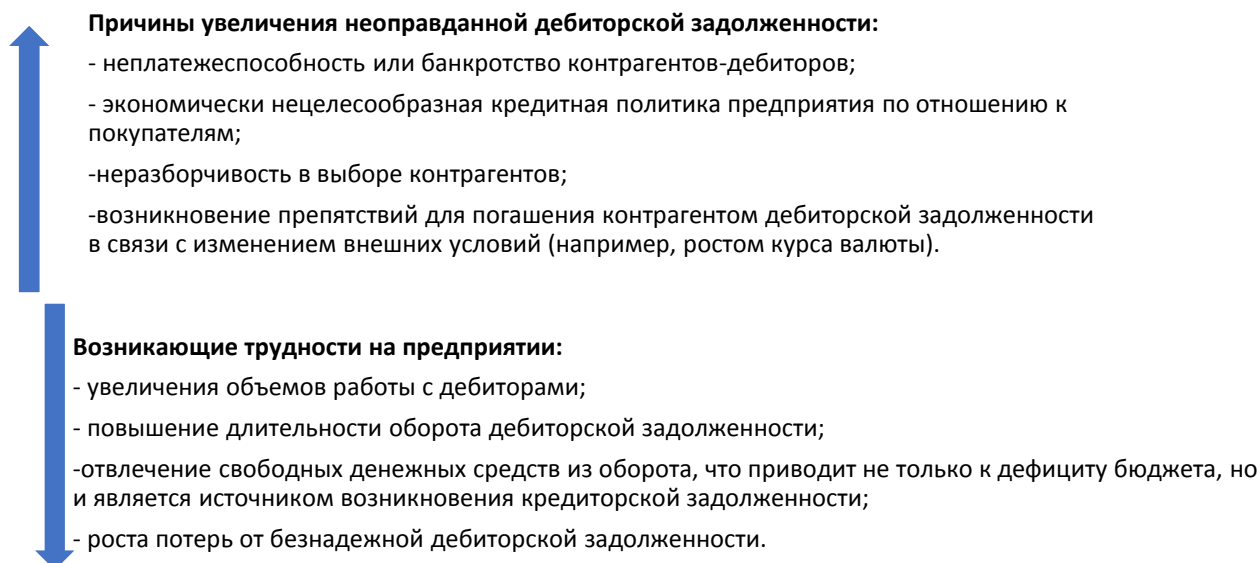 Причины увеличения неоправданной дебиторской задолженности:
- неплатежеспособность или банкротство контрагентов-дебиторов;
- экономически нецелесообразная кредитная политика предприятия по отношению к
покупателям;
-неразборчивость в выборе контрагентов;
-возникновение препятствий для погашения контрагентом дебиторской задолженности
в связи с изменением внешних условий (например, ростом курса валюты).
Возникающие трудности на предприятии:
- увеличения объемов работы с дебиторами;
- повышение длительности оборота дебиторской задолженности;
-отвлечение свободных денежных средств из оборота, что приводит не только к дефициту бюджета, но
и является источником возникновения кредиторской задолженности;
- роста потерь от безнадежной дебиторской задолженности.